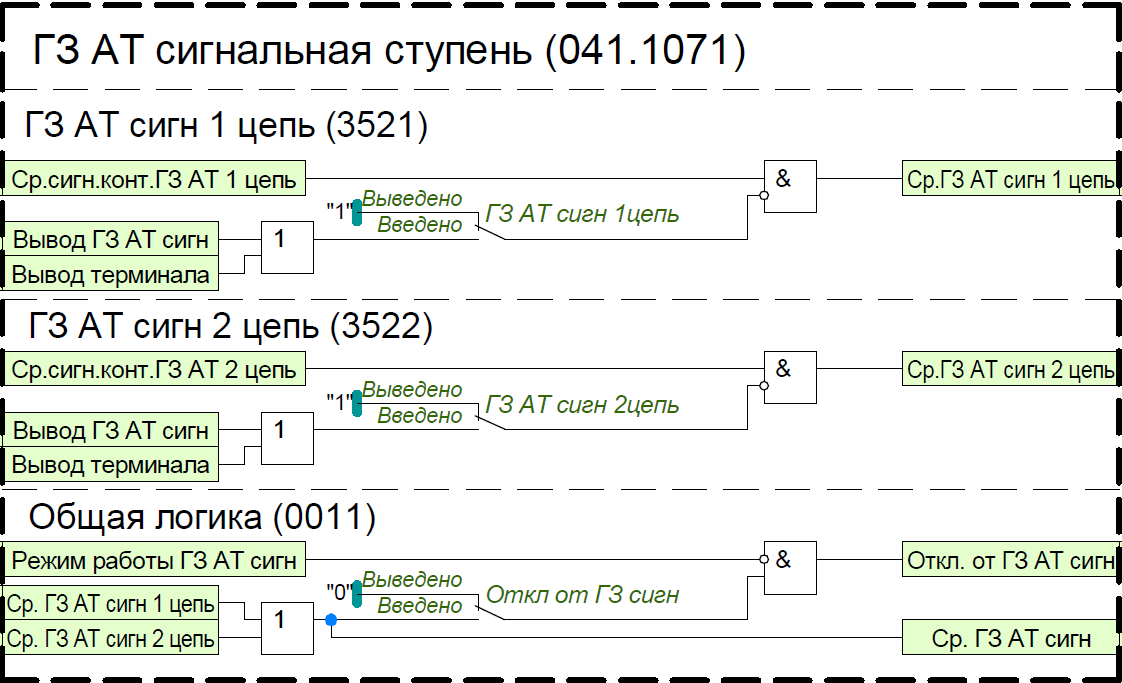 ГЗ АТ сигнальная ступень (041.1071)
ГЗ АТ сигн 1 цепь (3521)
Ср.сигн.конт.ГЗ АТ 1 цепь
&
Ср.ГЗ АТ сигн 1 цепь
"1"
Выведено
Введено
ГЗ АТ сигн 1цепь
Вывод ГЗ АТ сигн
1
Вывод терминала
ГЗ АТ сигн 2 цепь (3522)
Ср.сигн.конт.ГЗ АТ 2 цепь
&
Ср.ГЗ АТ сигн 2 цепь
"1"
Выведено
Введено
ГЗ АТ сигн 2цепь
Вывод ГЗ АТ сигн
1
Вывод терминала
Общая логика (0011)
Режим работы ГЗ АТ сигн
&
Откл. от ГЗ АТ сигн
"0"
Выведено
Введено
Откл от ГЗ сигн
Ср. ГЗ АТ сигн 1 цепь
1
Ср. ГЗ АТ сигн 2 цепь
Ср. ГЗ АТ сигн